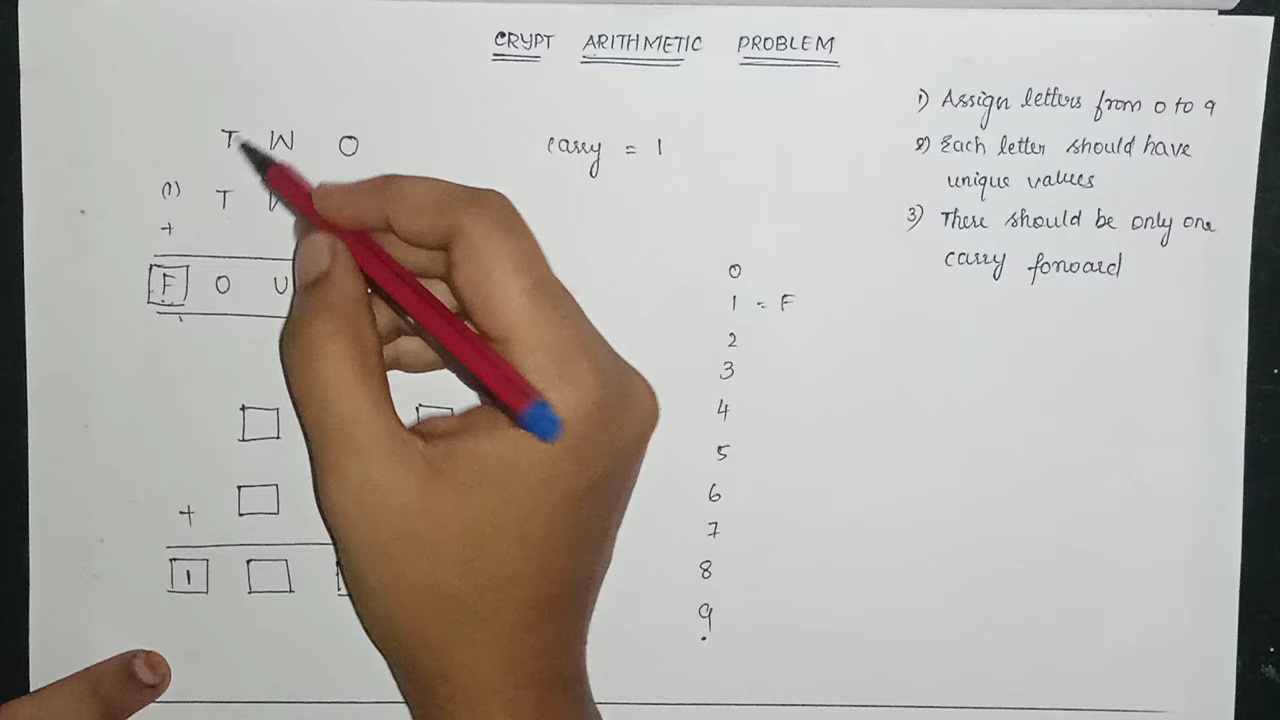 CRYPT ARITHMETIC PROBLEM
T W O
(1) T
+
F O U
carry = 1
1) Assign letters from 0 to 9
2) Each letter should have
unique values
3) There should be only one
carry forward
0
1 = F
2
3
4
5
6
7
8
9
+
1